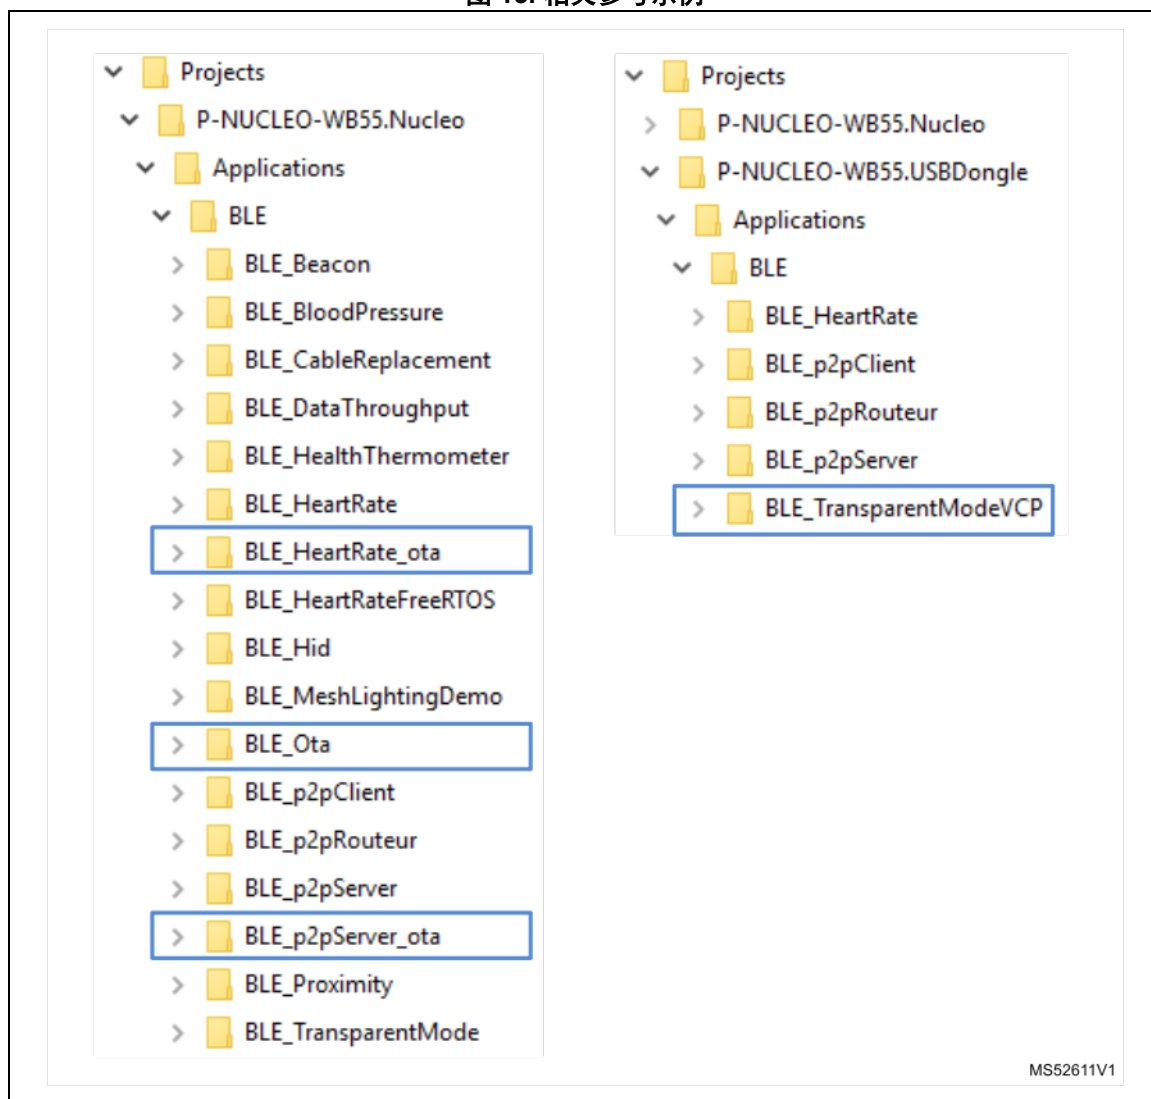 Projects
P-NUCLEO-WB55.Nucleo
Applications
BLE
BLE_Beacon
BLE_BloodPressure
BLE_CableReplacement
BLE_DataThroughput
BLE_HealthThermometer
BLE_HeartRate
BLE_HeartRate_ota
BLE_HeartRateFreeRTOS
BLE_Hid
BLE_MeshLightingDemo
BLE_Ota
BLE_p2pClient
BLE_p2pRouteur
BLE_p2pServer
BLE_p2pServer_ota
BLE_Proximity
BLE_TransparentMode
Projects
P-NUCLEO-WB55.Nucleo
P-NUCLEO-WB55.USBDongle
Applications
BLE
BLE_HeartRate
BLE_p2pClient
BLE_p2pRouteur
BLE_p2pServer
BLE_TransparentModeVCP
MS52611V1